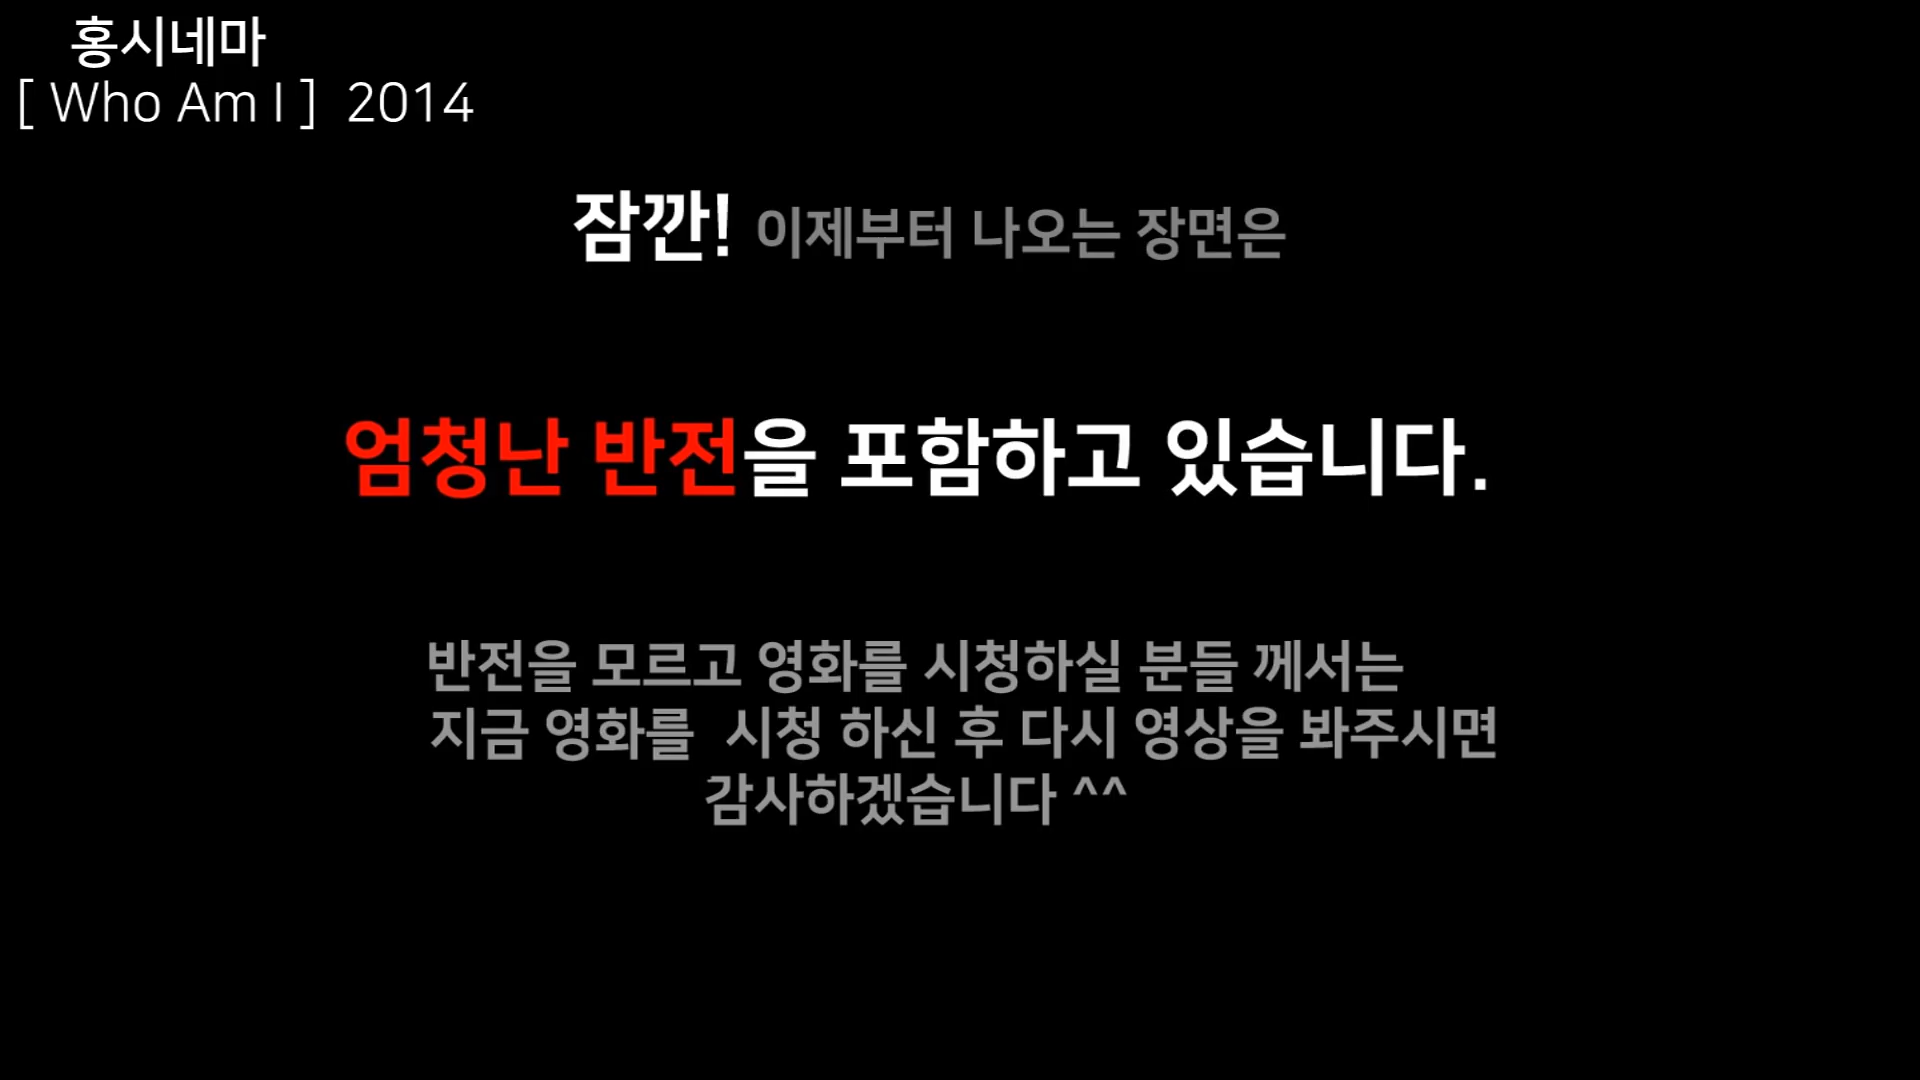 홍시네마
[ Who Am I ] 2014
잠깐! 이제부터 나오는 장면은
엄청난 반전을 포함하고 있습니다.
반전을 모르고 영화를 시청하실 분들 께서는
지금 영화를 시청 하신 후 다시 영상을 봐주시면
감사하겠습니다 ^^